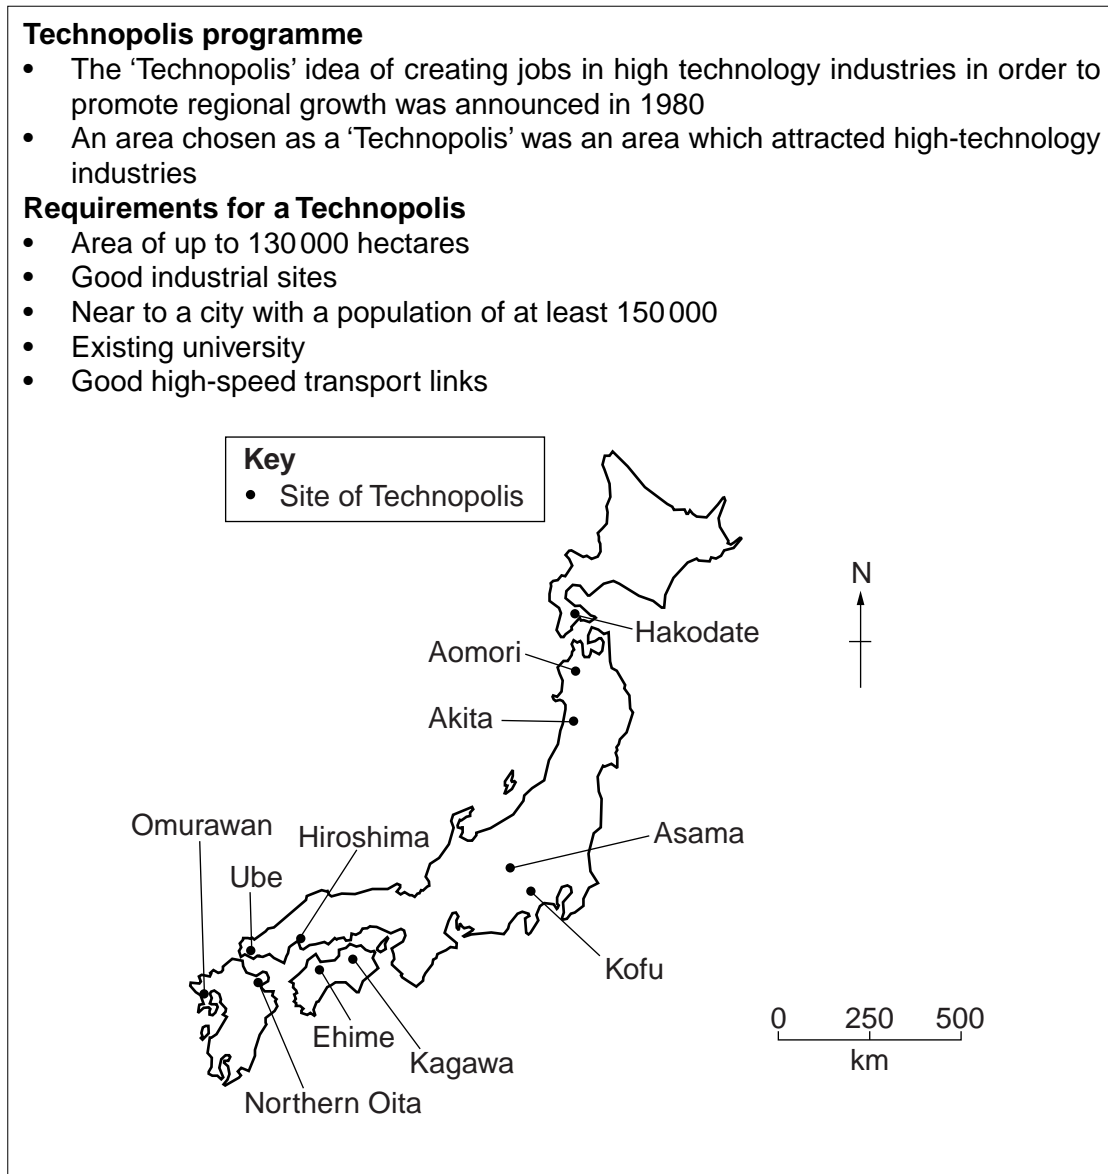 Technopolis programme
• The ‘Technopolis’ idea of creating jobs in high technology industries in order to
promote regional growth was announced in 1980
• An area chosen as a ‘Technopolis’ was an area which attracted high-technology
industries
Requirements for a Technopolis
• Area of up to 130 000 hectares
• Good industrial sites
• Near to a city with a population of at least 150 000
• Existing university
• Good high-speed transport links
Key
• Site of Technopolis
N
Hakodate
Aomori
Akita
Omurawan
Hiroshima
Asama
Ube
Kofu
Ehime
Kagawa
Northern Oita
0 250 500
km